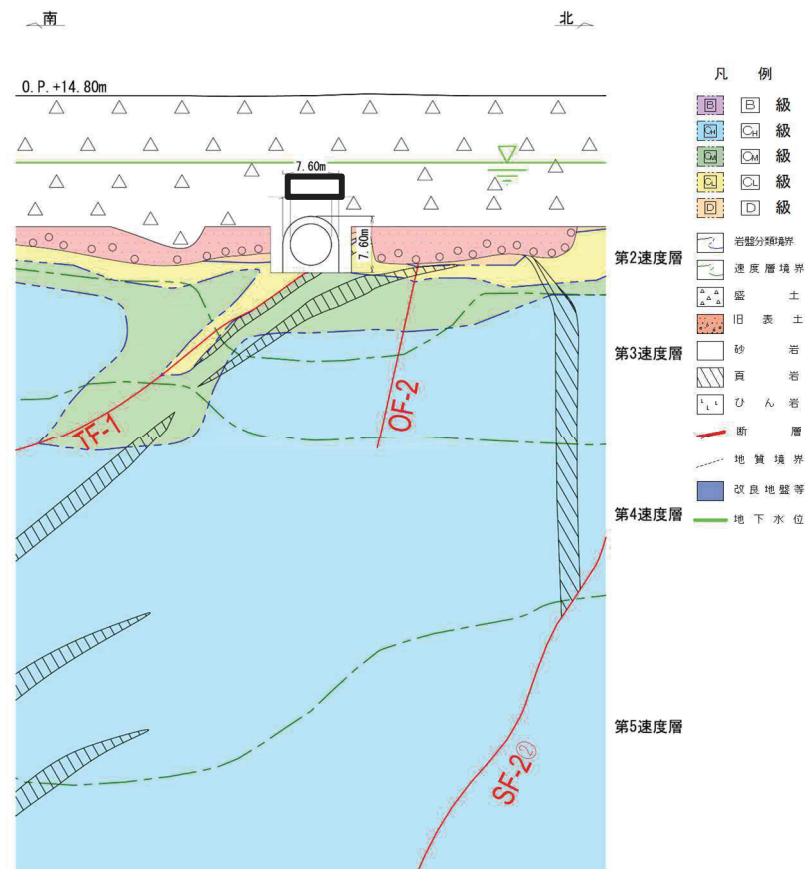 南
北
O.P.+14.80m
7.60m
7.60m
TF-1
OF-2
SF-2②
第2速度層
第3速度層
第4速度層
第5速度層
凡 例
B B 級
CH CH 級
CM CM 級
CL CL 級
D D 級
岩盤分類境界
速度層境界
盛 土
旧表土
砂 岩
頁 岩
ひん岩
断 層
地質境界
改良地盤等
地下水位